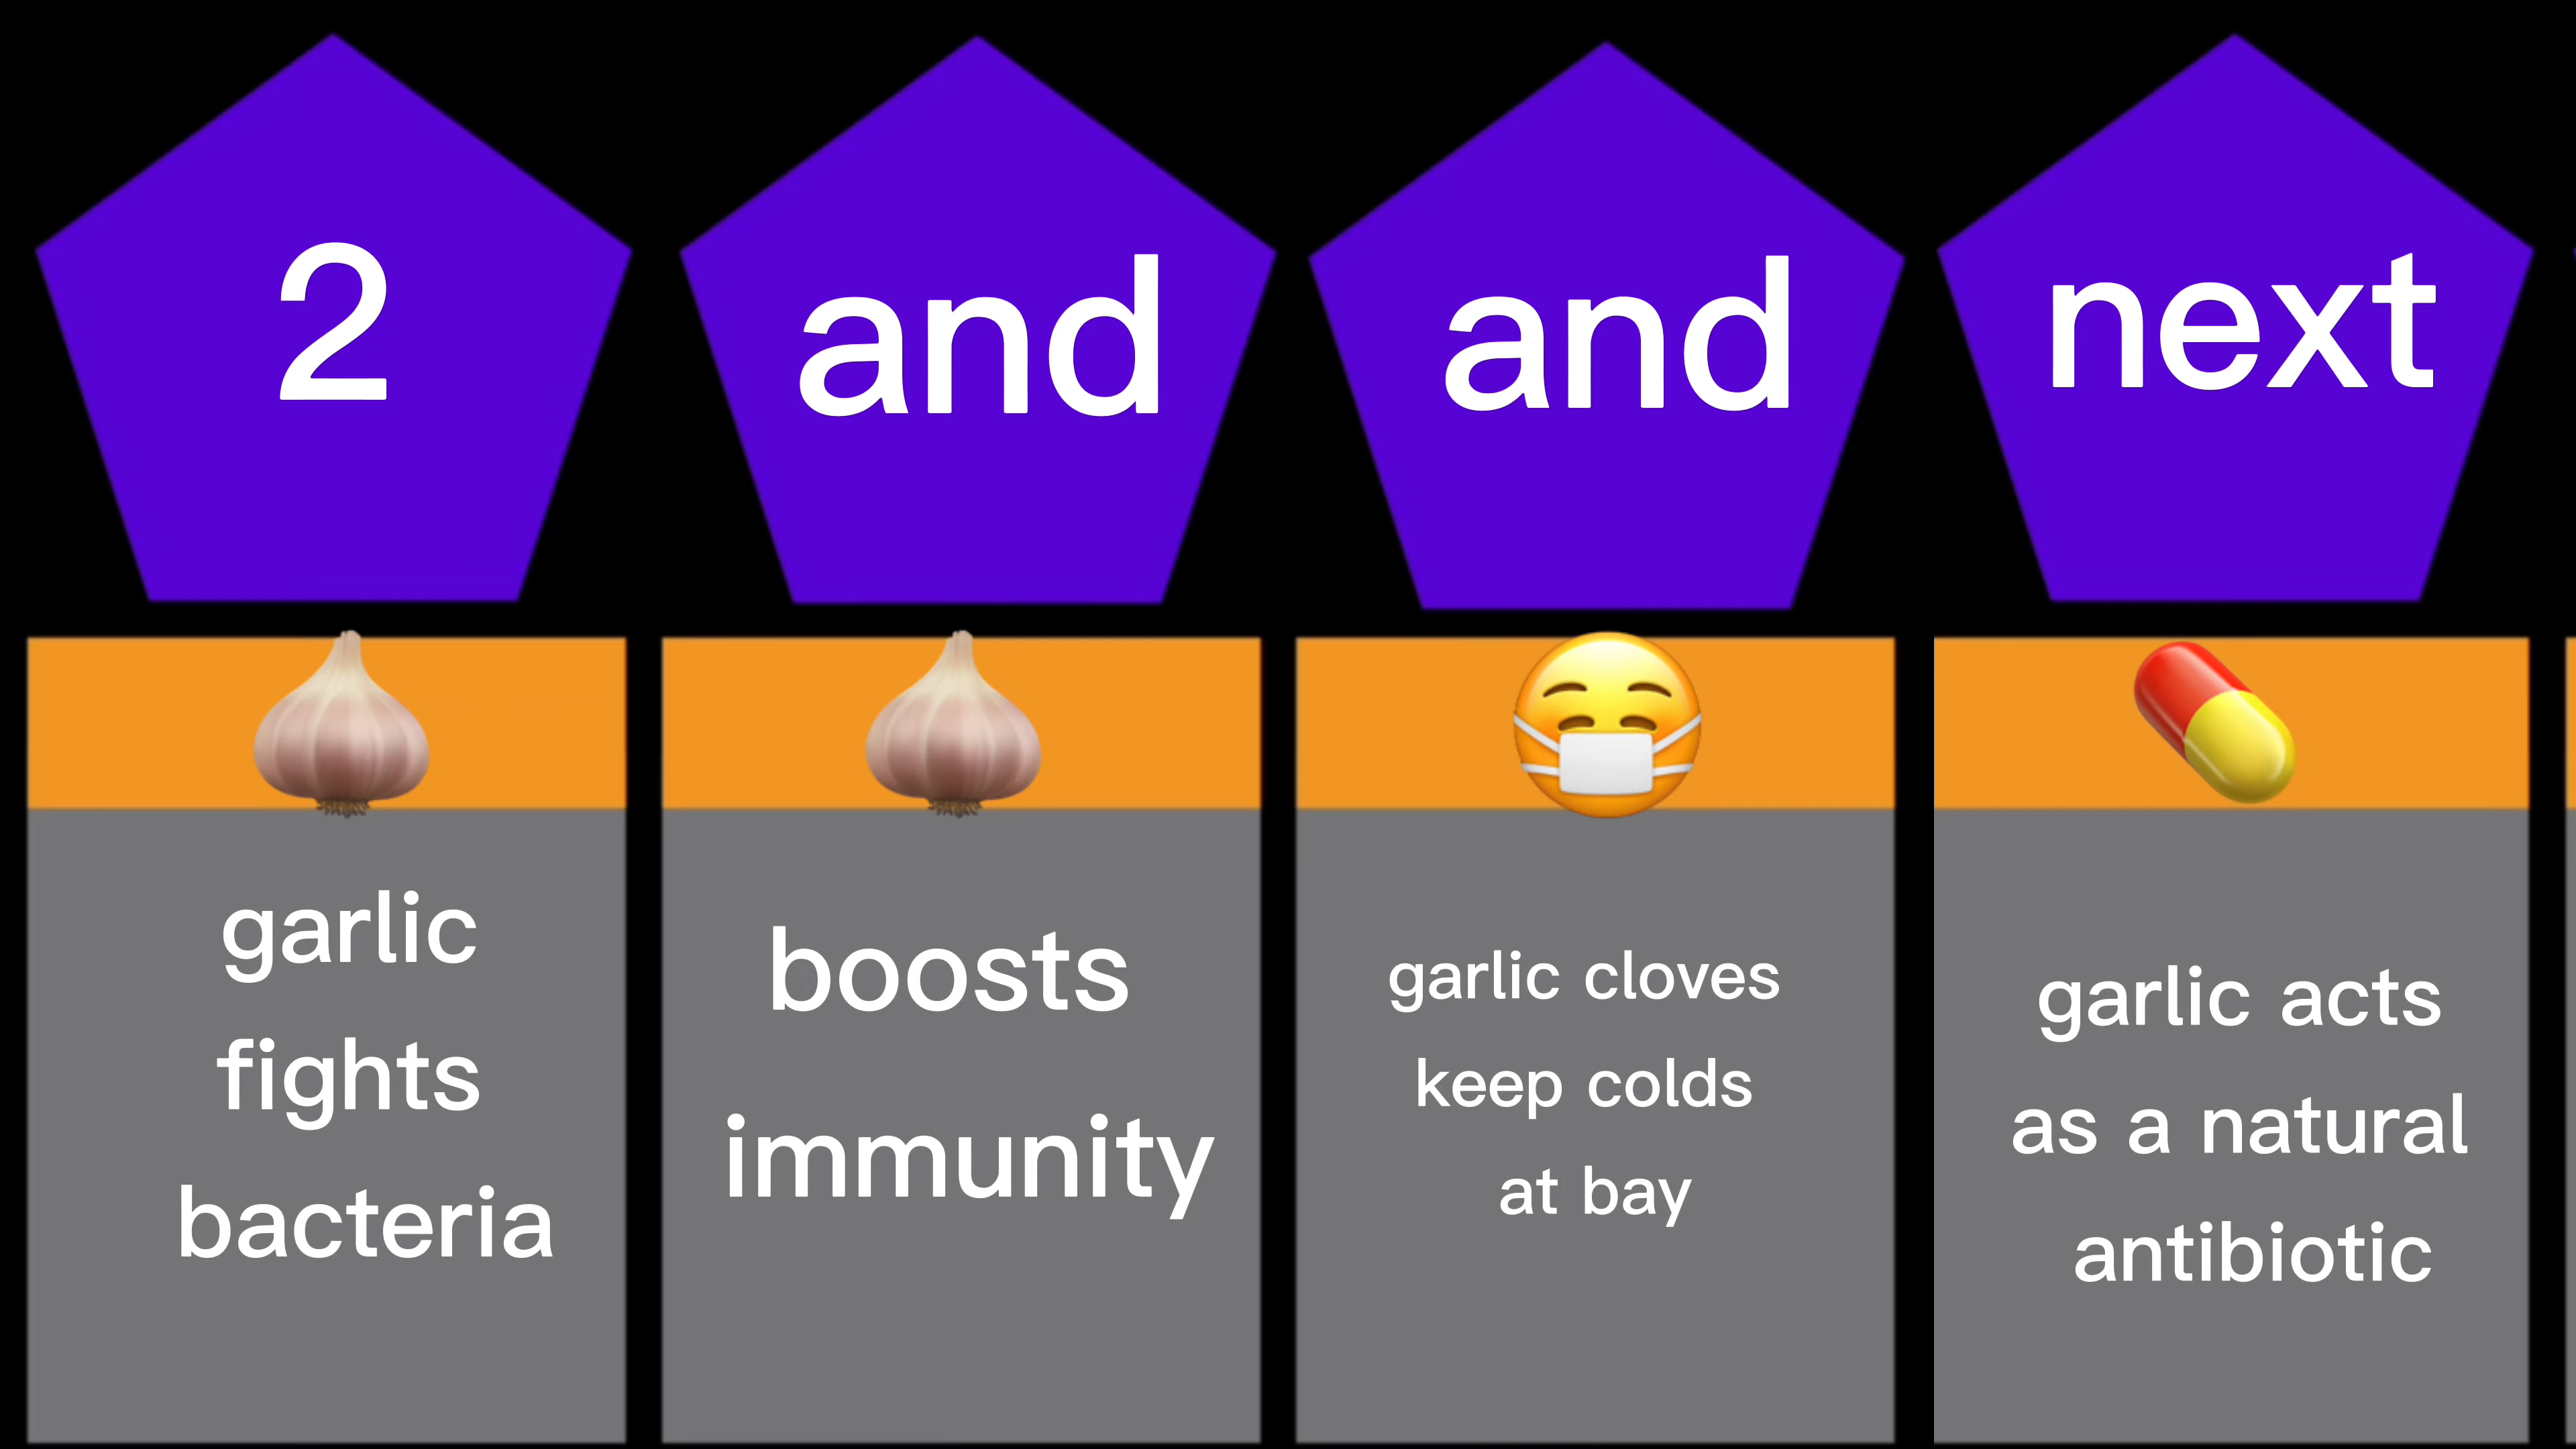 2
and
and
next
garlic
fights
bacteria
boosts
immunity
garlic cloves
keep colds
at bay
garlic acts
as a natural
antibiotic